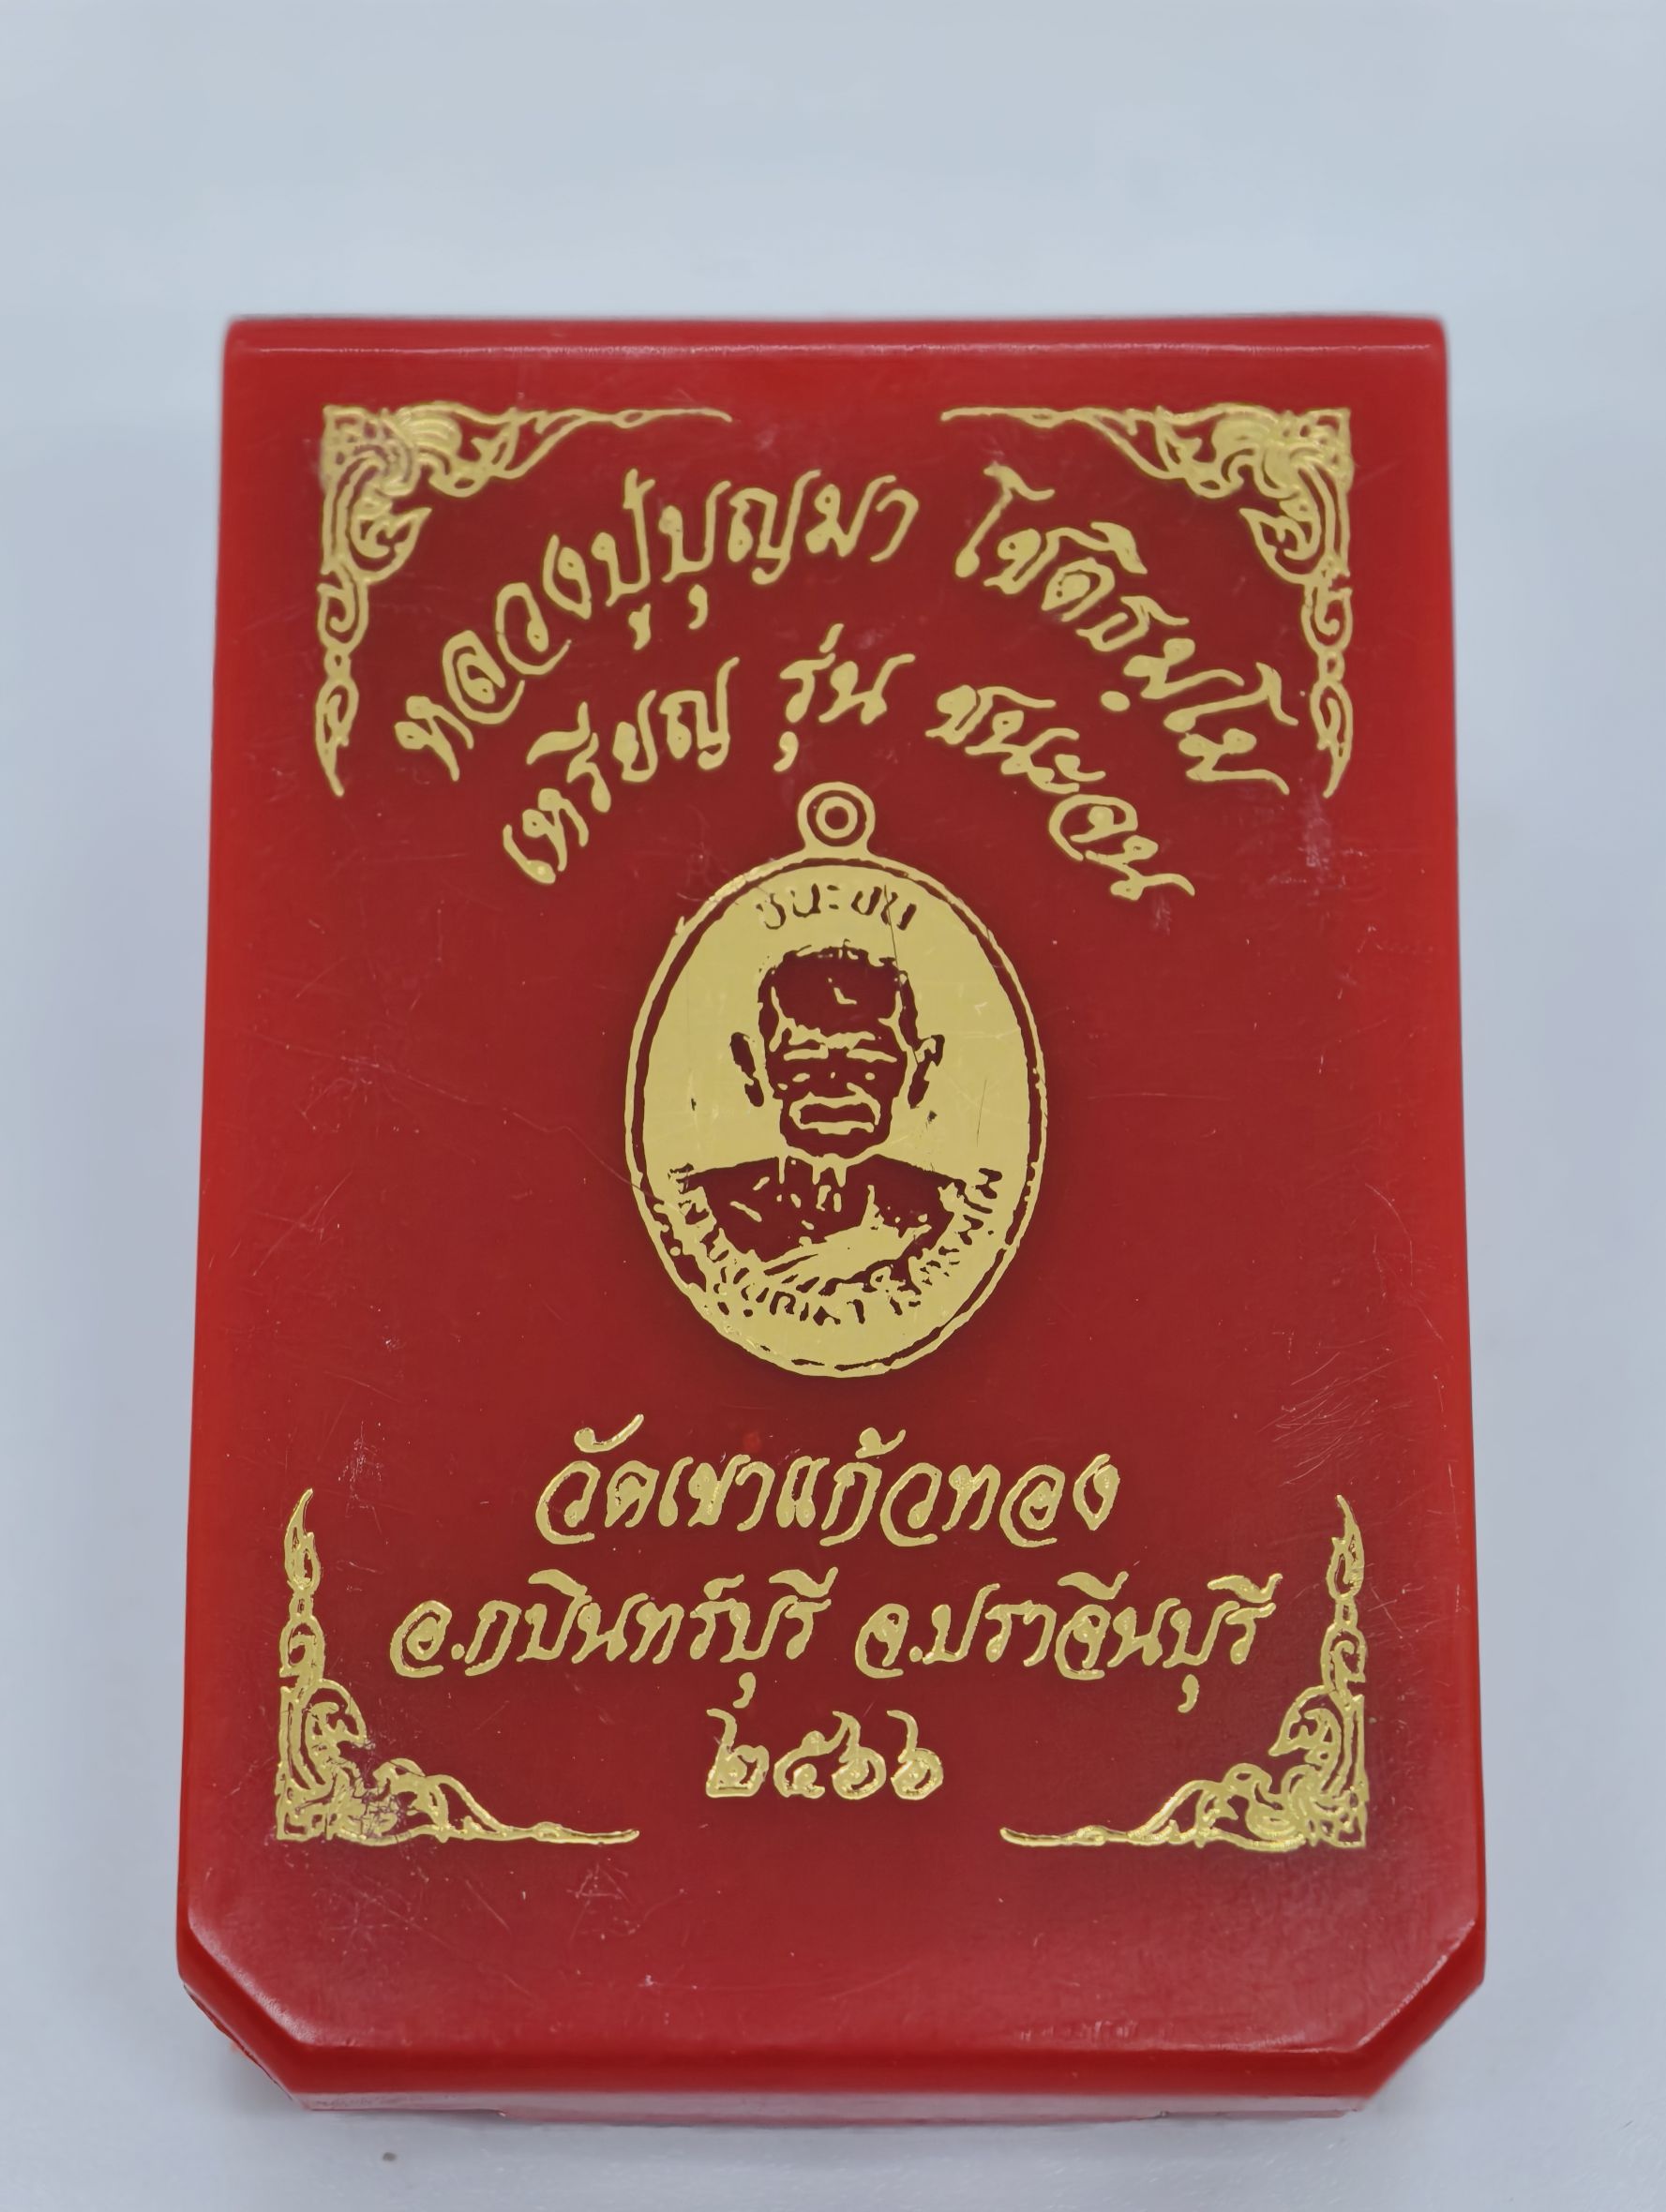 หลวงปู่บุญมา โชติธมฺโม
เหรียญ รุ่น ชนะจน
ชนะจน
วัดเขาแก้วทอง
อ.กบินทร์บุรี จ.ปราจีนบุรี
๒๕๖๖